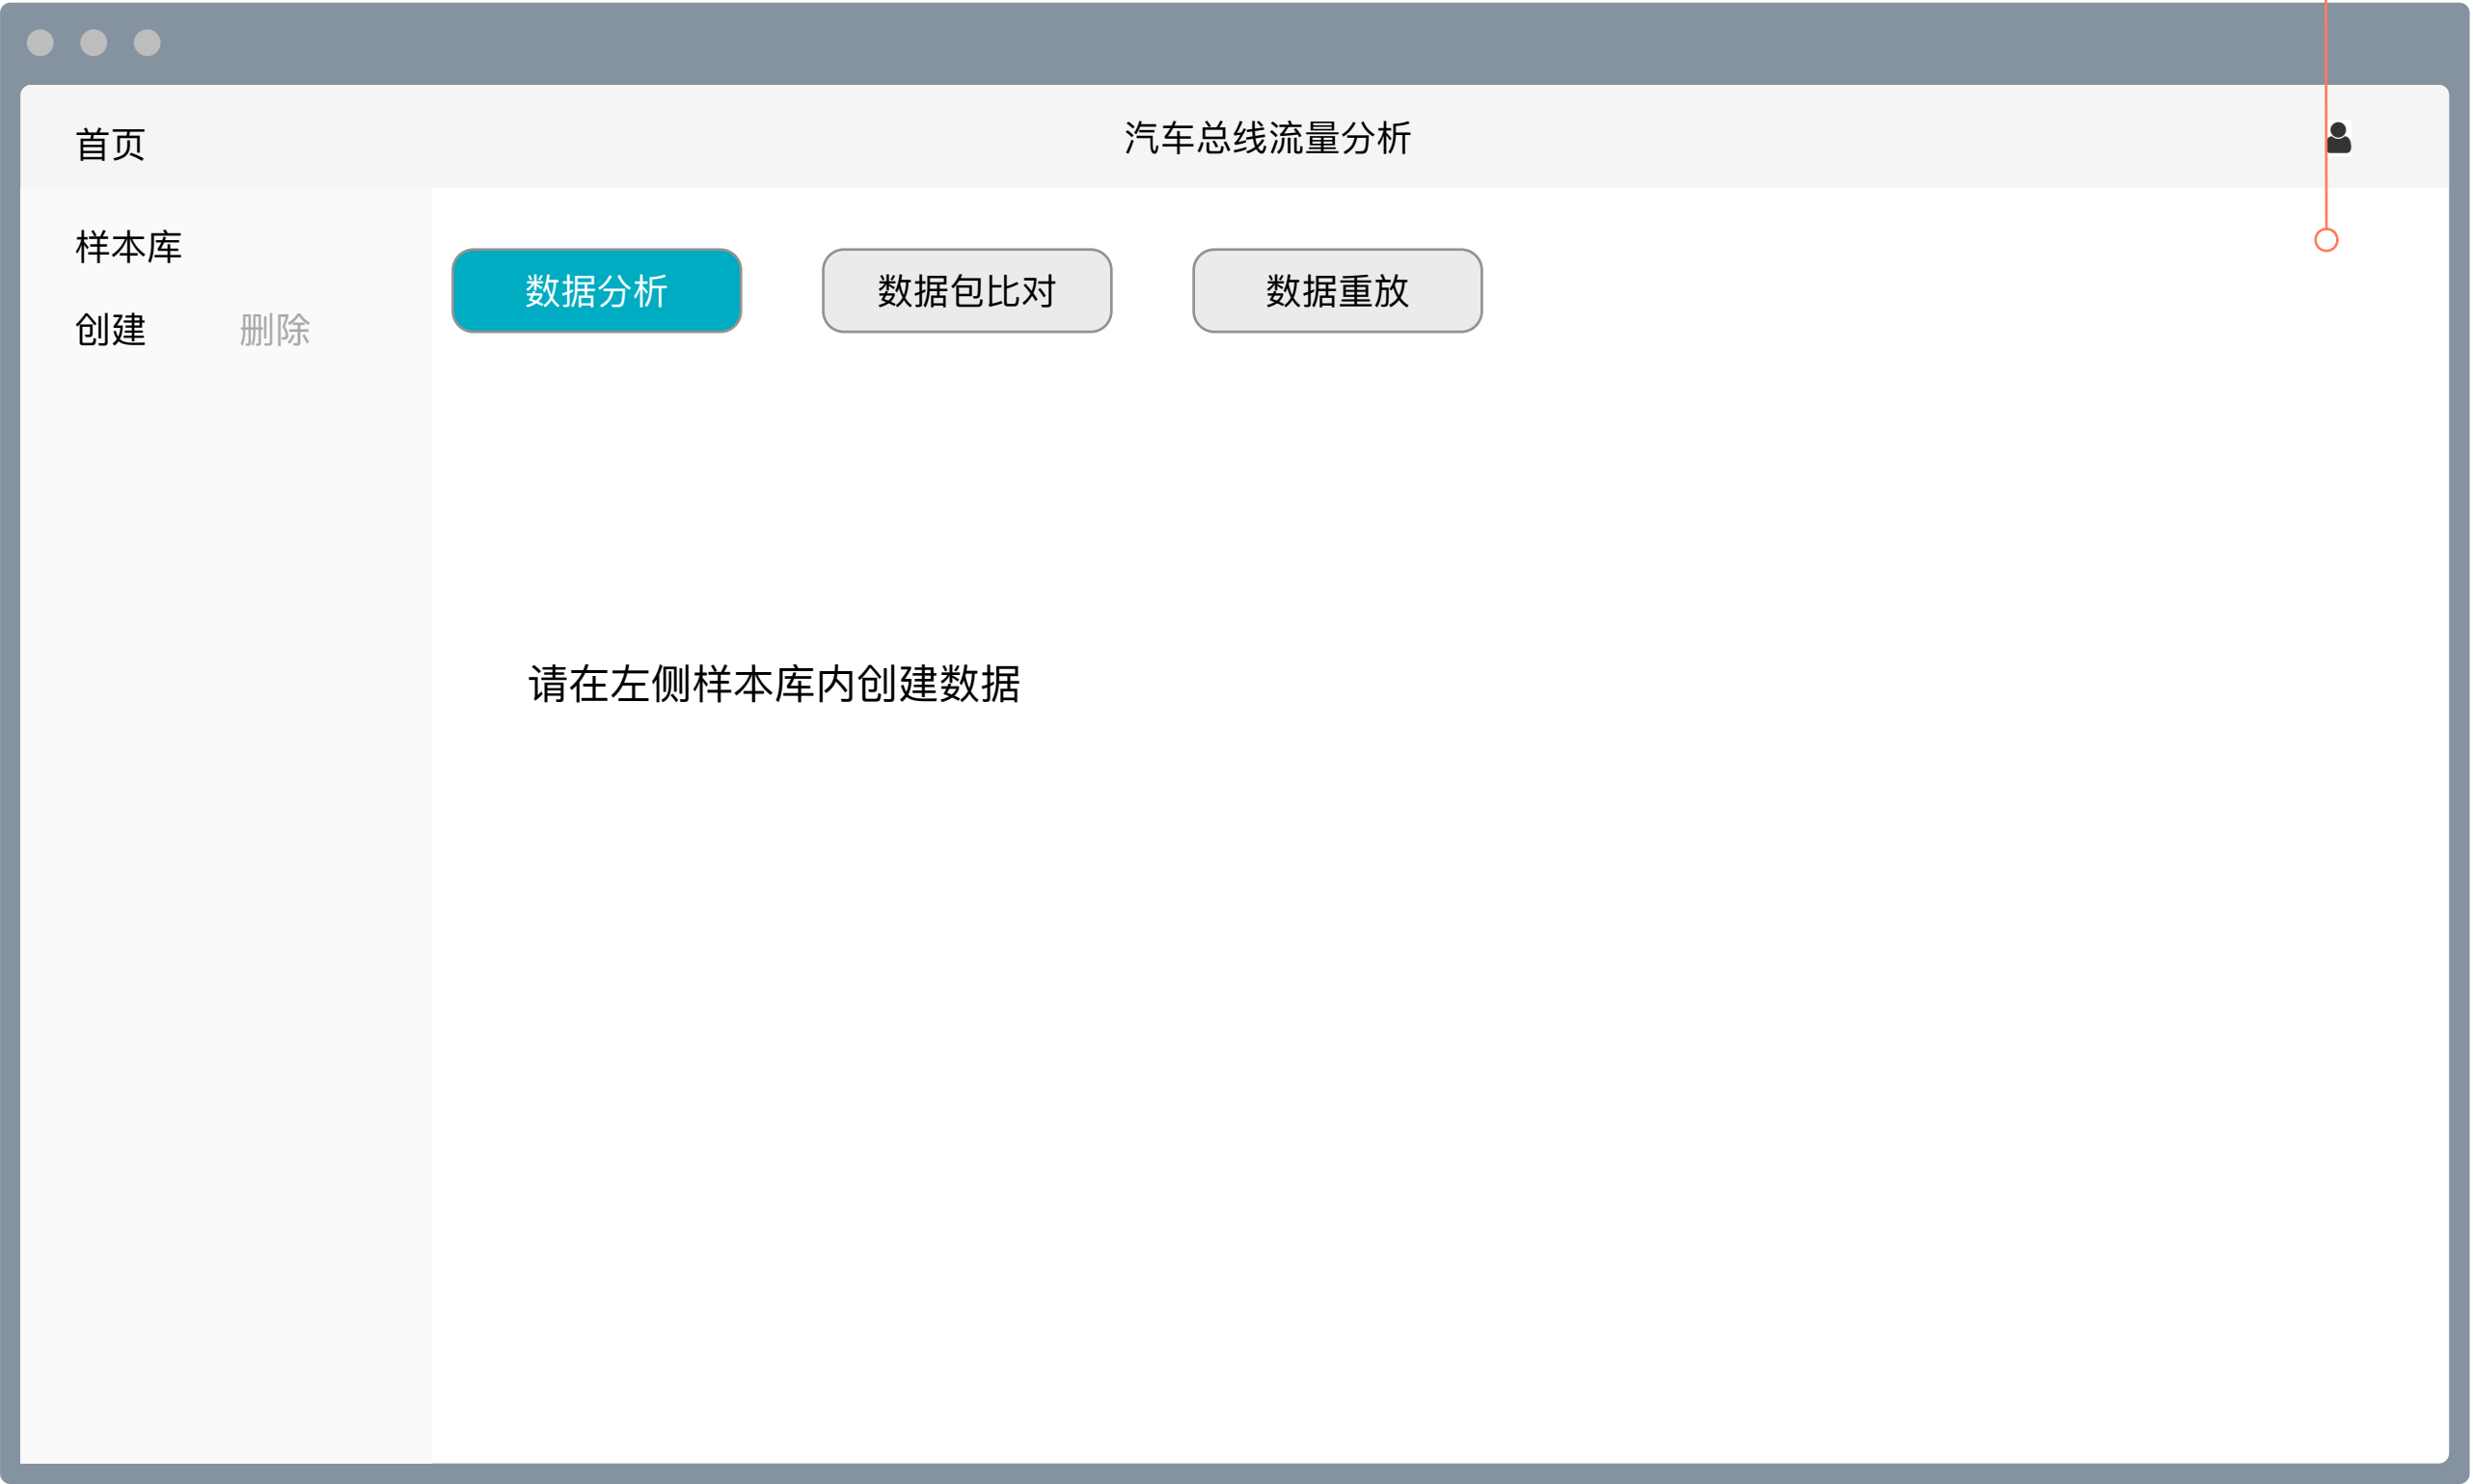 首页
汽车总线流量分析
样本库
创建 删除
数据分析 数据包比对 数据重放
请在左侧样本库内创建数据